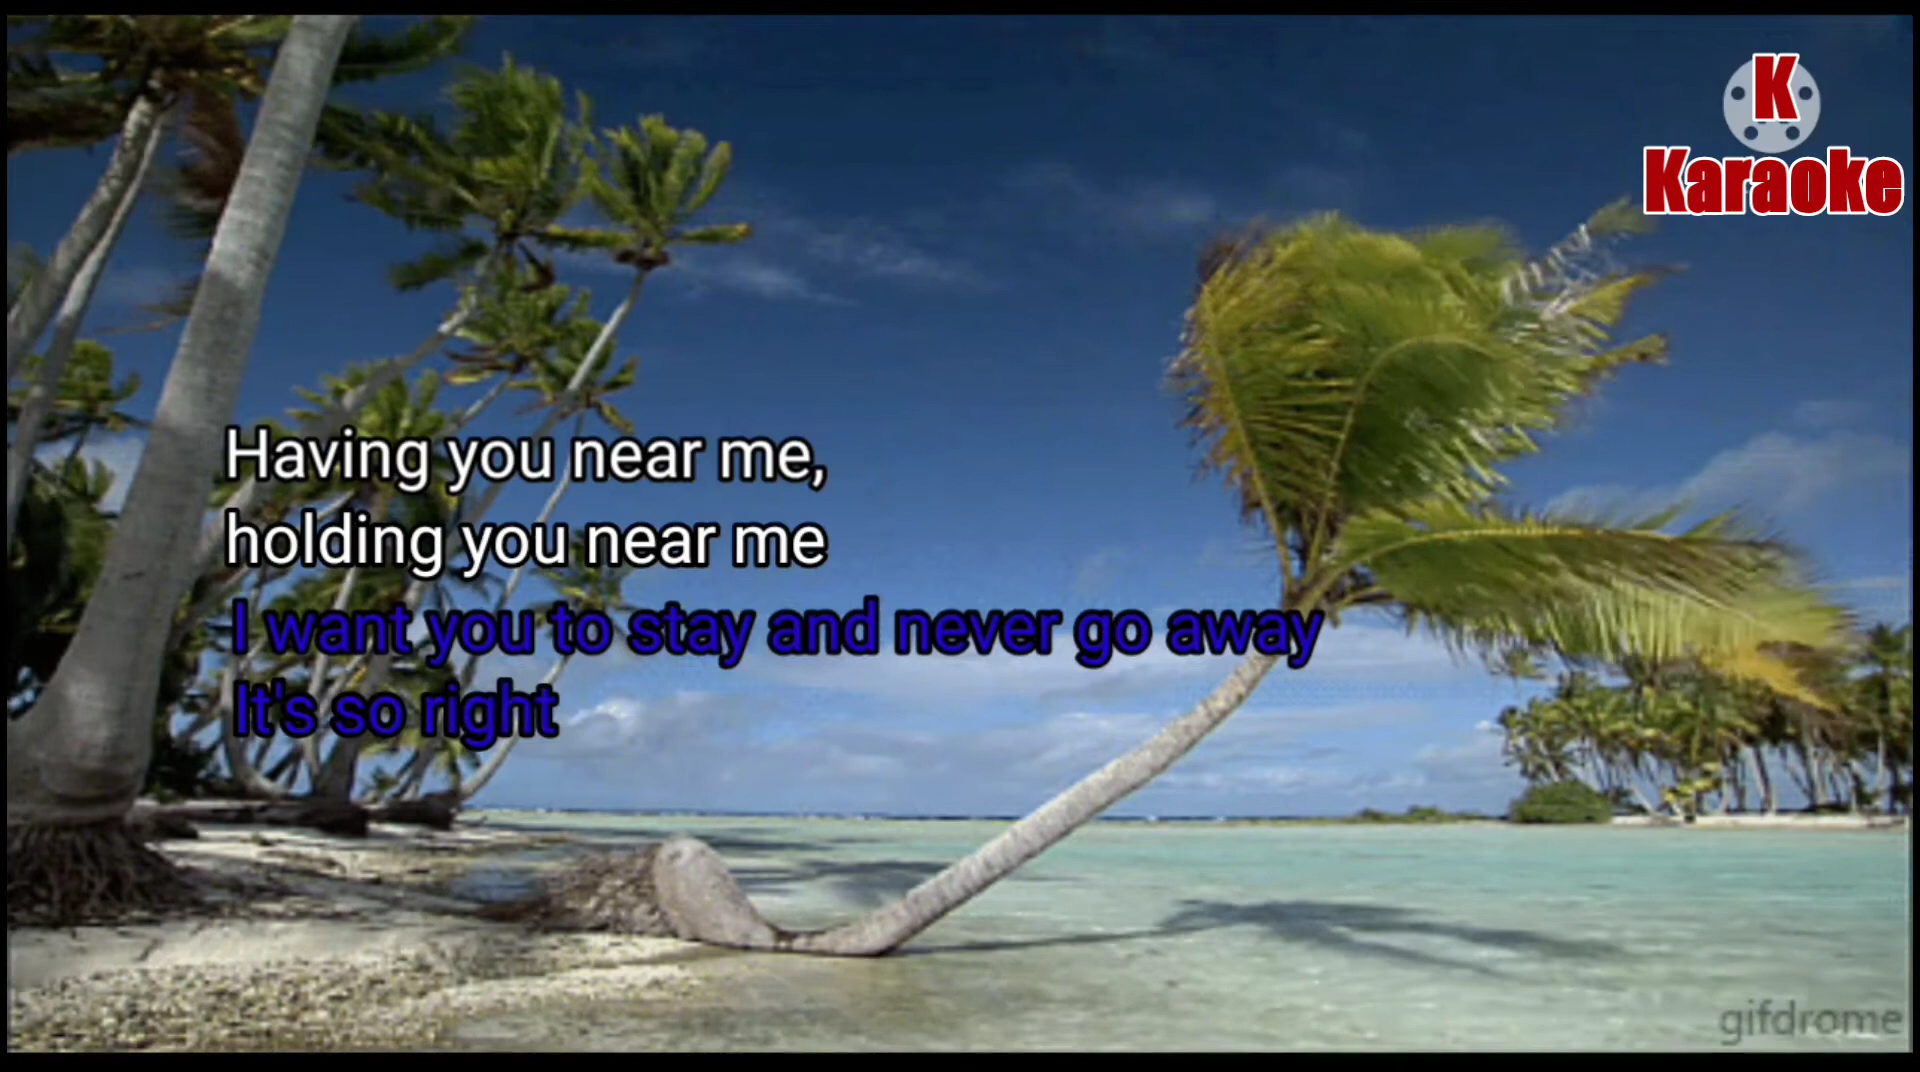 K
Karaoke
Having you near me,
holding you near me
I want you to stay and never go away
It's so right
gifdrome